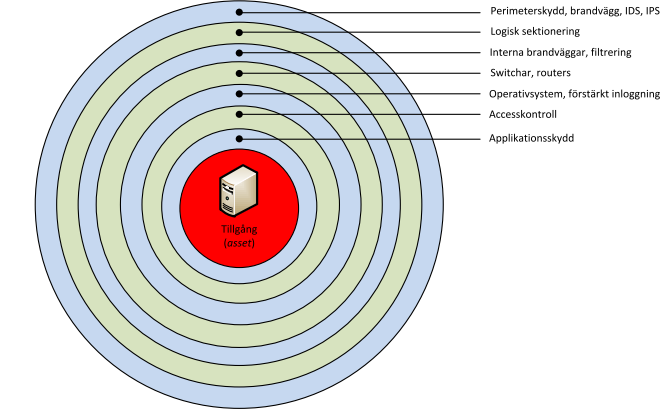 Perimeterskydd, brandvägg, IDS, IPS
Logisk sektionering
Interna brandväggar, filtrering
Switchar, routers
Operativsystem, förstärkt inloggning
Accesskontroll
Applikationsskydd
Tillgång
(asset)